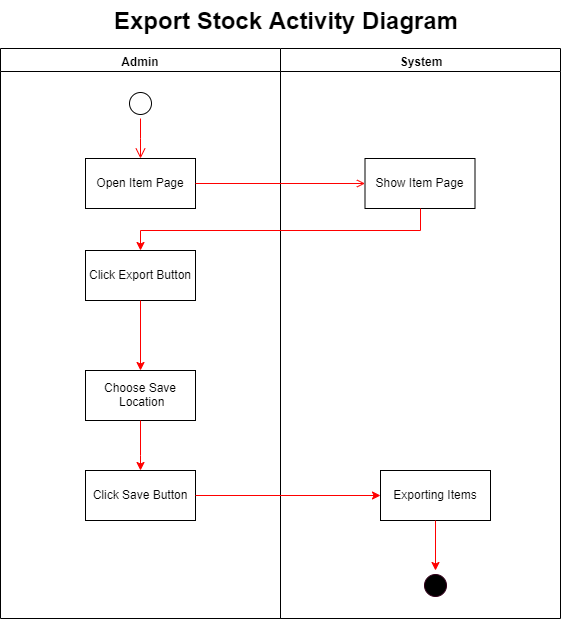 Export Stock Activity Diagram
Admin
System
Open Item Page
Show Item Page
Click Export Button
Choose Save
Location
Click Save Button
Exporting Items